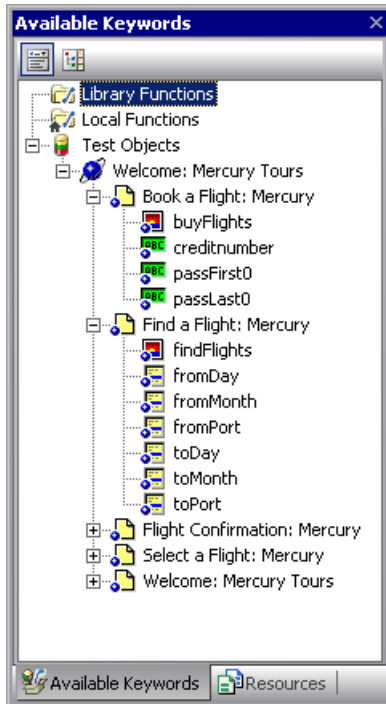 Available Keywords
Library Functions
Local Functions
Test Objects
Welcome: Mercury Tours
Book a Flight: Mercury
buyFlights
ABC creditnumber
ABC passFirst0
ABC passLast0
Find a Flight: Mercury
findFlights
fromDay
fromMonth
fromPort
toDay
toMonth
toPort
Flight Confirmation: Mercury
Select a Flight: Mercury
Welcome: Mercury Tours
Available Keywords Resources